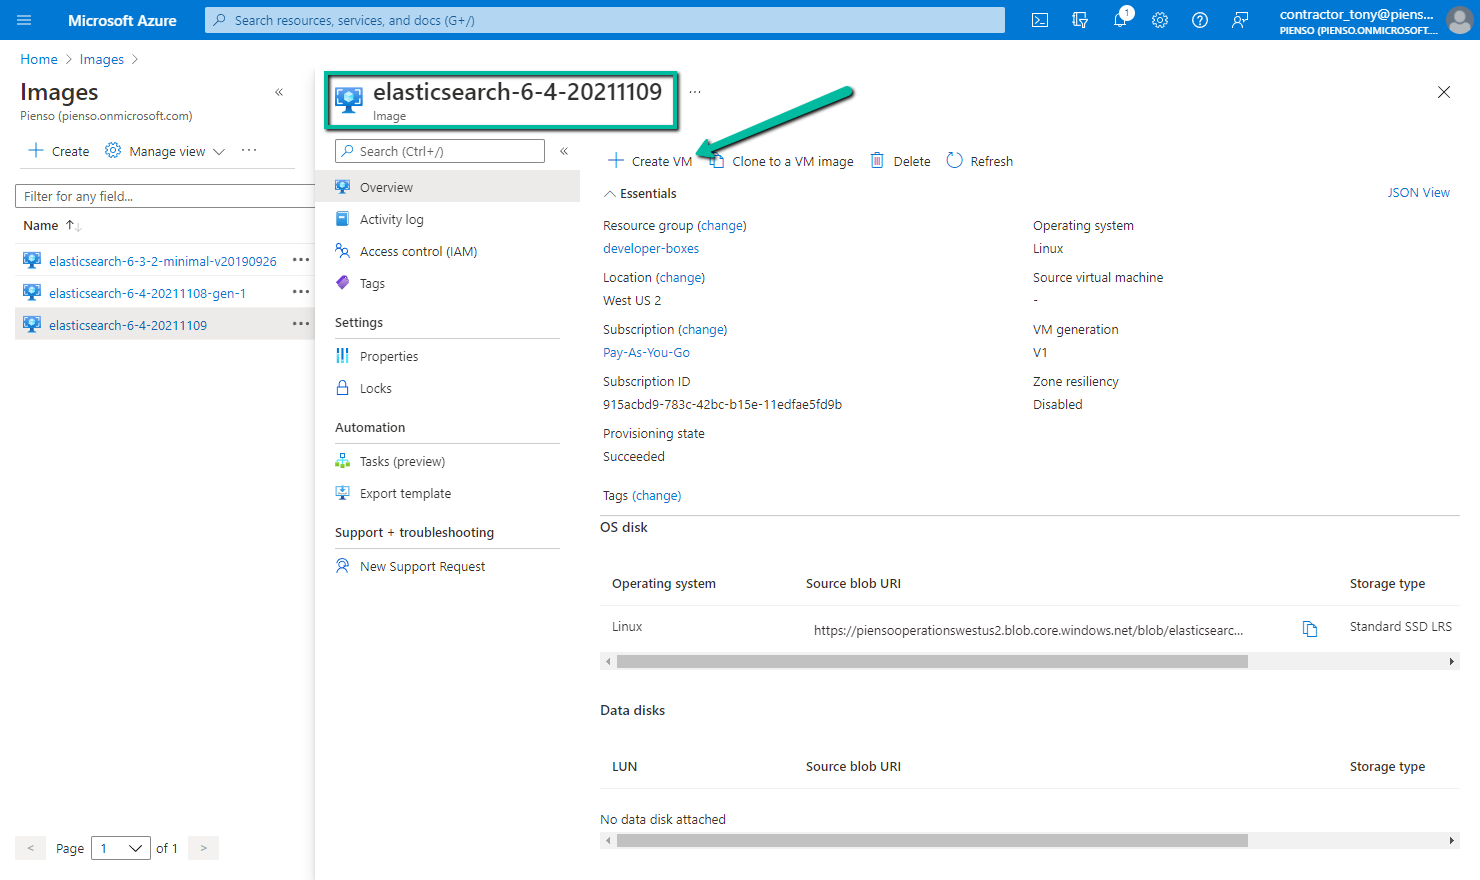 Microsoft Azure
Search resources, services, and docs (G+/)
1
contractor_tony@piens...
PIENSO (PIENSO.ONMICROSOFT....
Home > Images >
Images
Pienso (pienso.onmicrosoft.com)
«
+ Create
Manage view
...
Filter for any field...
Name ↑↓
elasticsearch-6-3-2-minimal-v20190926 •••
elasticsearch-6-4-20211108-gen-1 •••
elasticsearch-6-4-20211109 •••
< Page 1 of 1 >
elasticsearch-6-4-20211109 ...
Image
Search (Ctrl+/)
«
Overview
Activity log
Access control (IAM)
Tags
Settings
Properties
Locks
Automation
Tasks (preview)
Export template
Support + troubleshooting
New Support Request
+ Create VM
Clone to a VM image
Delete
Refresh
Essentials
JSON View
Resource group (change)
developer-boxes
Location (change)
West US 2
Subscription (change)
Pay-As-You-Go
Subscription ID
915acbd9-783c-42bc-b15e-11edfae5fd9b
Provisioning state
Succeeded
Operating system
Linux
Source virtual machine
-
VM generation
V1
Zone resiliency
Disabled
Tags (change)
OS disk
Operating system Source blob URI Storage type
Linux https://piensooperationswestus2.blob.core.windows.net/blob/elasticsearc... Standard SSD LRS
Data disks
LUN Source blob URI Storage type
No data disk attached